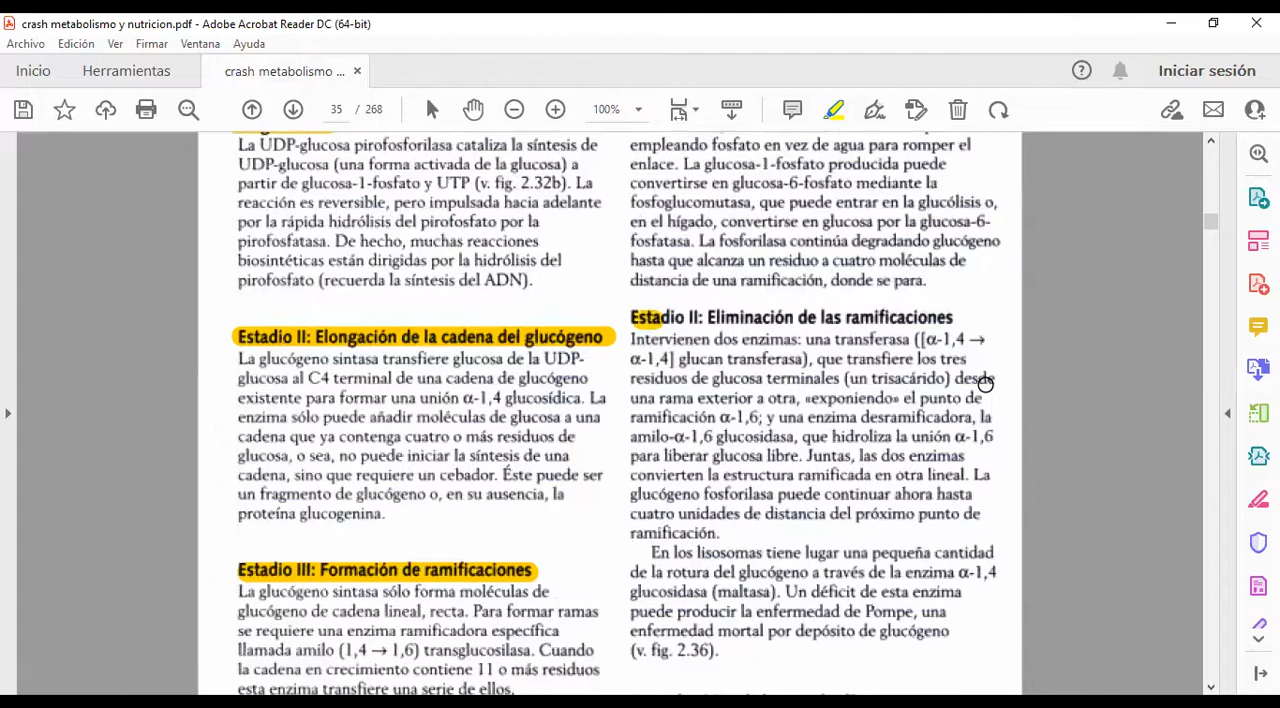 crash metabolismo y nutricion.pdf - Adobe Acrobat Reader DC (64-bit)
Archivo Edición Ver Firmar Ventana Ayuda
Inicio Herramientas crash metabolismo ... × Iniciar sesión
35 / 268 100%
La UDP-glucosa pirofosforilasa cataliza la síntesis de
UDP-glucosa (una forma activada de la glucosa) a
partir de glucosa-1-fosfato y UTP (v. fig. 2.32b). La
reacción es reversible, pero impulsada hacia adelante
por la rápida hidrólisis del pirofosfato por la
pirofosfatasa. De hecho, muchas reacciones
biosintéticas están dirigidas por la hidrólisis del
pirofosfato (recuerda la síntesis del ADN).
Estadio II: Elongación de la cadena del glucógeno
La glucógeno sintasa transfiere glucosa de la UDP-
glucosa al C4 terminal de una cadena de glucógeno
existente para formar una unión α-1,4 glucosídica. La
enzima sólo puede añadir moléculas de glucosa a una
cadena que ya contenga cuatro o más residuos de
glucosa, o sea, no puede iniciar la síntesis de una
cadena, sino que requiere un cebador. Éste puede ser
un fragmento de glucógeno o, en su ausencia, la
proteína glucogenina.
Estadio III: Formación de ramificaciones
La glucógeno sintasa sólo forma moléculas de
glucógeno de cadena lineal, recta. Para formar ramas
se requiere una enzima ramificadora específica
llamada amilo (1,4 → 1,6) transglucosilasa. Cuando
la cadena en crecimiento contiene 11 o más residuos
esta enzima transfiere una serie de ellos,
empleando fosfato en vez de agua para romper el
enlace. La glucosa-1-fosfato producida puede
convertirse en glucosa-6-fosfato mediante la
fosfoglucomutasa, que puede entrar en la glucólisis o,
en el hígado, convertirse en glucosa por la glucosa-6-
fosfatasa. La fosforilasa continúa degradando glucógeno
hasta que alcanza un residuo a cuatro moléculas de
distancia de una ramificación, donde se para.
Estadio II: Eliminación de las ramificaciones
Intervienen dos enzimas: una transferasa ([α-1,4 →
α-1,4] glucan transferasa), que transfiere los tres
residuos de glucosa terminales (un trisacárido) desde
una rama exterior a otra, «exponiendo» el punto de
ramificación α-1,6; y una enzima desramificadora, la
amilo-α-1,6 glucosidasa, que hidroliza la unión α-1,6
para liberar glucosa libre. Juntas, las dos enzimas
convierten la estructura ramificada en otra lineal. La
glucógeno fosforilasa puede continuar ahora hasta
cuatro unidades de distancia del próximo punto de
ramificación.
En los lisosomas tiene lugar una pequeña cantidad
de la rotura del glucógeno a través de la enzima α-1,4
glucosidasa (maltasa). Un déficit de esta enzima
puede producir la enfermedad de Pompe, una
enfermedad mortal por depósito de glucógeno
(v. fig. 2.36).